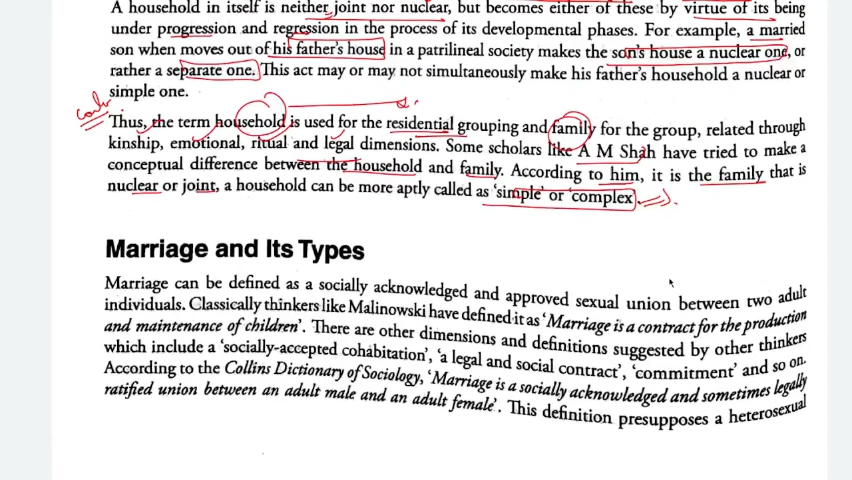 A household in itself is neither joint nor nuclear, but becomes either of these by virtue of its being
under progression and regression in the process of its developmental phases. For example, a married
son when moves out of his father's house in a patrilineal society makes the son's house a nuclear one, or
rather a separate one. This act may or may not simultaneously make his father's household a nuclear or
simple one.
Thus, the term household is used for the residential grouping and family for the group, related through
kinship, emotional, ritual and legal dimensions. Some scholars like A M Shah have tried to make a
conceptual difference between the household and family. According to him, it is the family that is
nuclear or joint, a household can be more aptly called as 'simple' or 'complex
Marriage and Its Types
Marriage can be defined as a socially acknowledged and approved sexual union between two adult
individuals. Classically thinkers like Malinowski have defined it as 'Marriage is a contract for the production
and maintenance of children'. There are other dimensions and definitions suggested by other thinkers
which include a 'socially-accepted cohabitation', 'a legal and social contract', 'commitment' and so on.
According to the Collins Dictionary of Sociology, 'Marriage is a socially acknowledged and sometimes legally
ratified union between an adult male and an adult female'. This definition presupposes a heterosexual